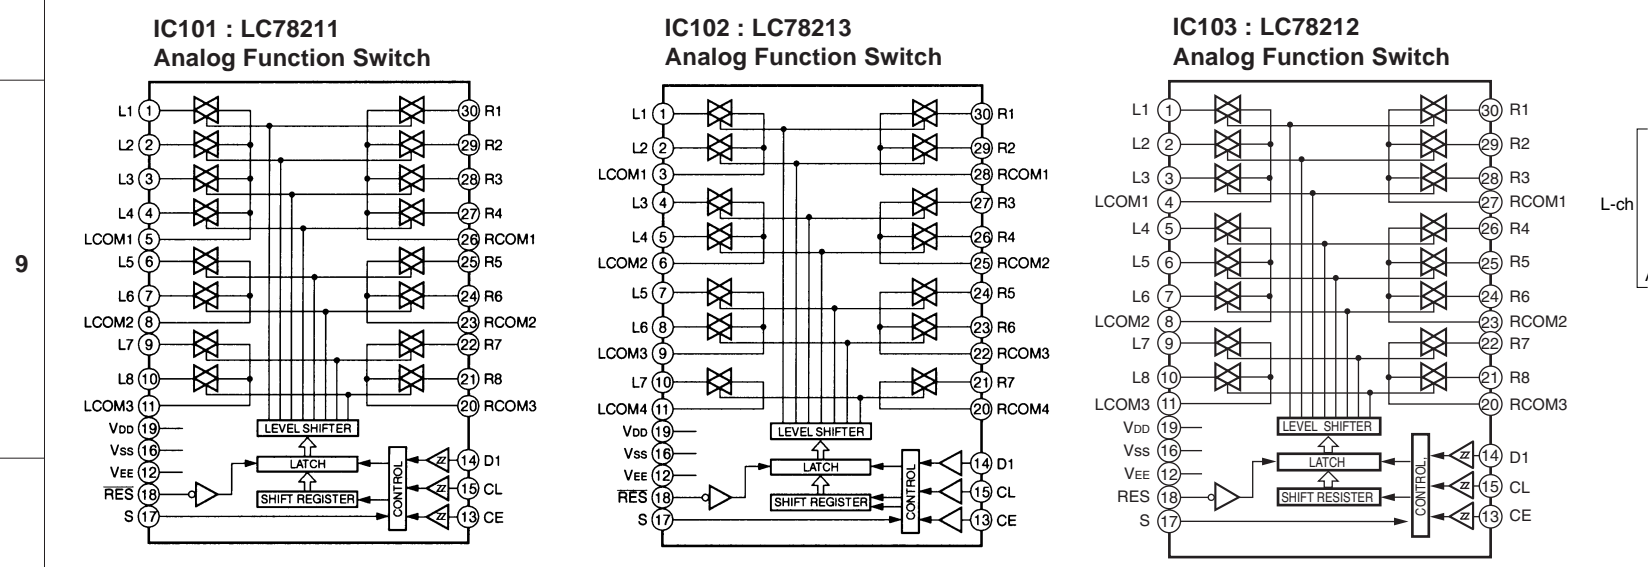 IC101 : LC78211
Analog Function Switch
L1 1 30 R1
L2 2 29 R2
L3 3 28 R3
L4 4 27 R4
LCOM1 5 26 RCOM1
L5 6 25 R5
L6 7 24 R6
LCOM2 8 23 RCOM2
L7 9 22 R7
L8 10 21 R8
LCOM3 11 20 RCOM3
VDD 19 LEVEL SHIFTER
VSS 16
VEE 12 LATCH 14 D1
RES 18 SHIFT REGISTER CONTROL 15 CL
S 17 13 CE
IC102 : LC78213
Analog Function Switch
L1 1 30 R1
L2 2 29 R2
LCOM1 3 28 RCOM1
L3 4 27 R3
L4 5 26 R4
LCOM2 6 25 RCOM2
L5 7 24 R5
L6 8 23 R6
LCOM3 9 22 RCOM3
L7 10 21 R7
LCOM4 11 20 RCOM4
VDD 19 LEVEL SHIFTER
VSS 16
VEE 12 LATCH 14 D1
RES 18 SHIFT REGISTER CONTROL 15 CL
S 17 13 CE
IC103 : LC78212
Analog Function Switch
L1 1 30 R1
L2 2 29 R2
L3 3 28 R3
LCOM1 4 27 RCOM1
L4 5 26 R4
L5 6 25 R5
L6 7 24 R6
LCOM2 8 23 RCOM2
L7 9 22 R7
L8 10 21 R8
LCOM3 11 20 RCOM3
VDD 19 LEVEL SHIFTER
VSS 16
VEE 12 LATCH 14 D1
RES 18 SHIFT RESISTER CONTROL, 15 CL
S 17 13 CE
L-ch
9